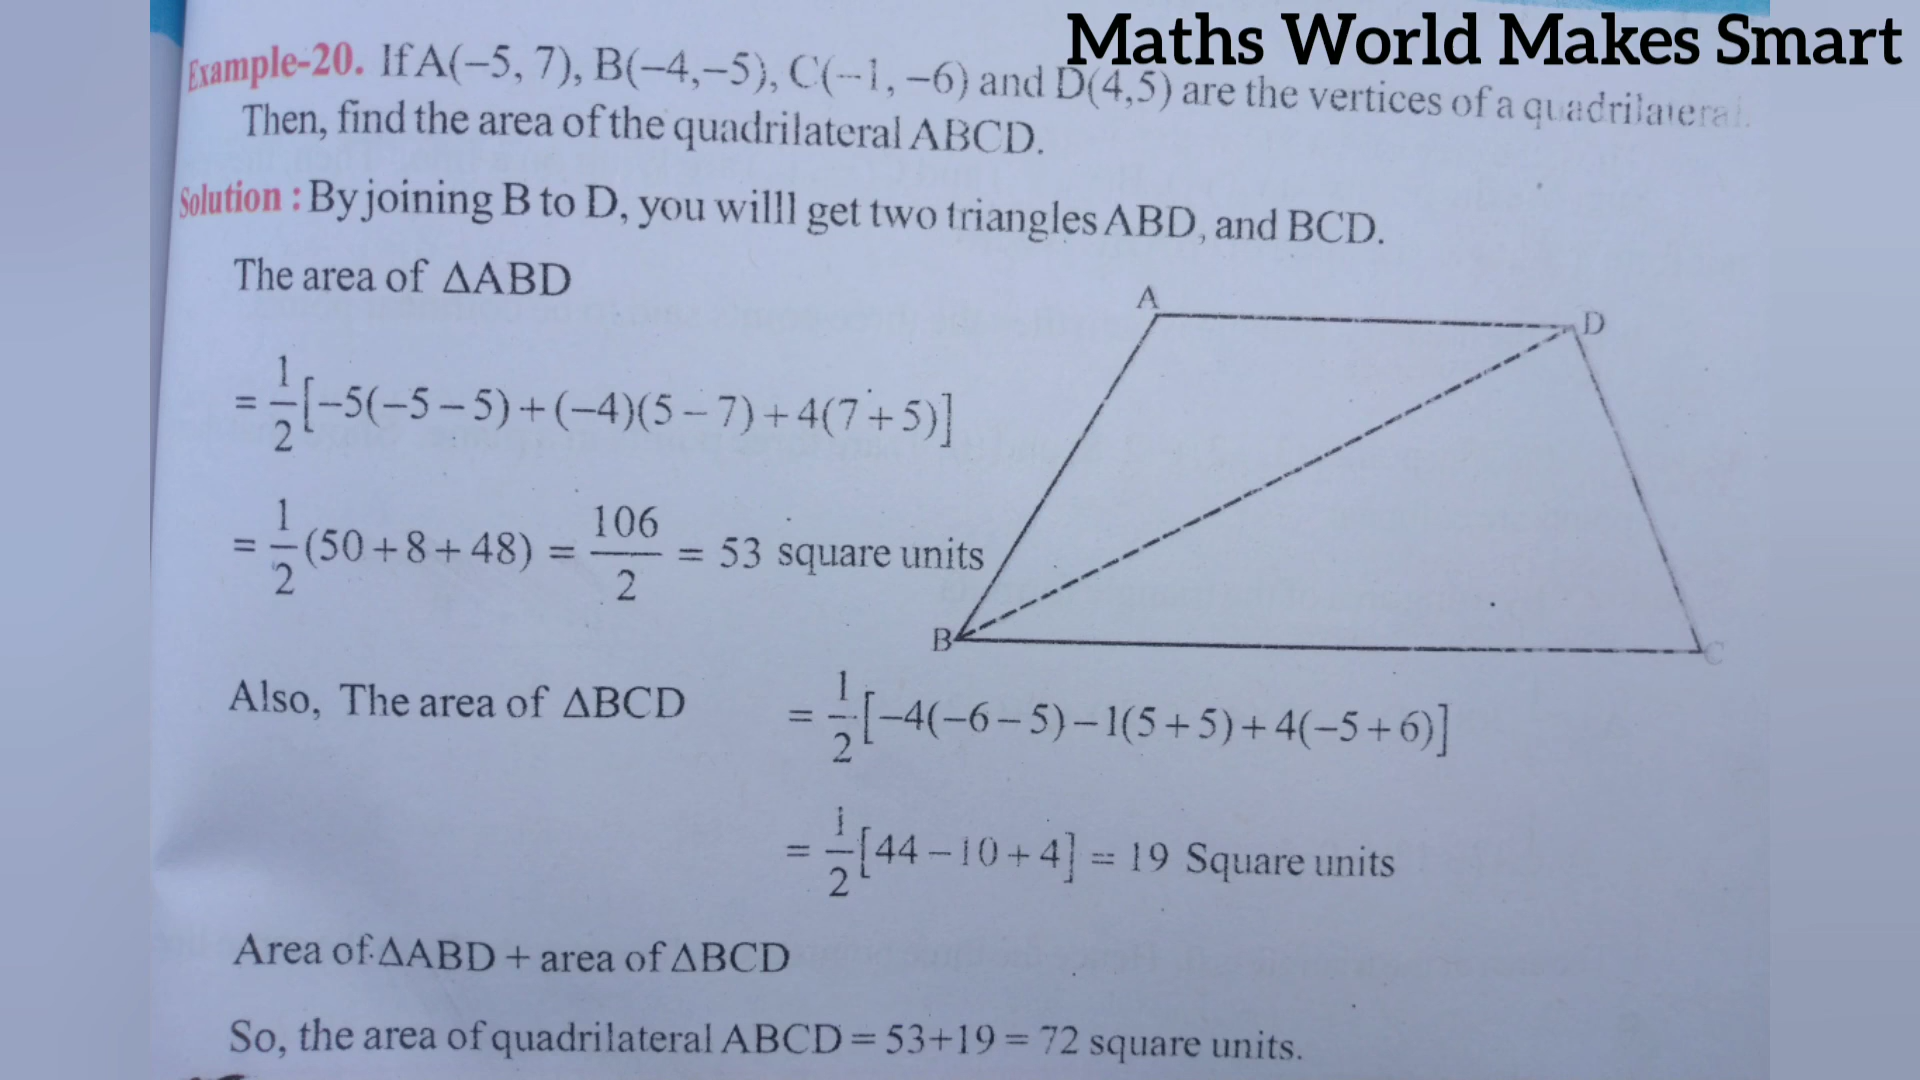 Maths World Makes Smart
Example-20. If A(−5, 7), B(−4,−5), C(−1, −6) and D(4,5) are the vertices of a quadrilateral.
Then, find the area of the quadrilateral ABCD.
Solution : By joining B to D, you willl get two triangles ABD, and BCD.
The area of ΔABD
A
D
= 1/2 [−5(−5 − 5) + (−4)(5 − 7) + 4(7 + 5)]
= 1/2 (50 + 8 + 48) = 106/2 = 53 square units
B
C
Also, The area of ΔBCD = 1/2 [−4(−6 − 5) − 1(5 + 5) + 4(−5 + 6)]
= 1/2 [44 − 10 + 4] = 19 Square units
Area of ΔABD + area of ΔBCD
So, the area of quadrilateral ABCD = 53+19 = 72 square units.